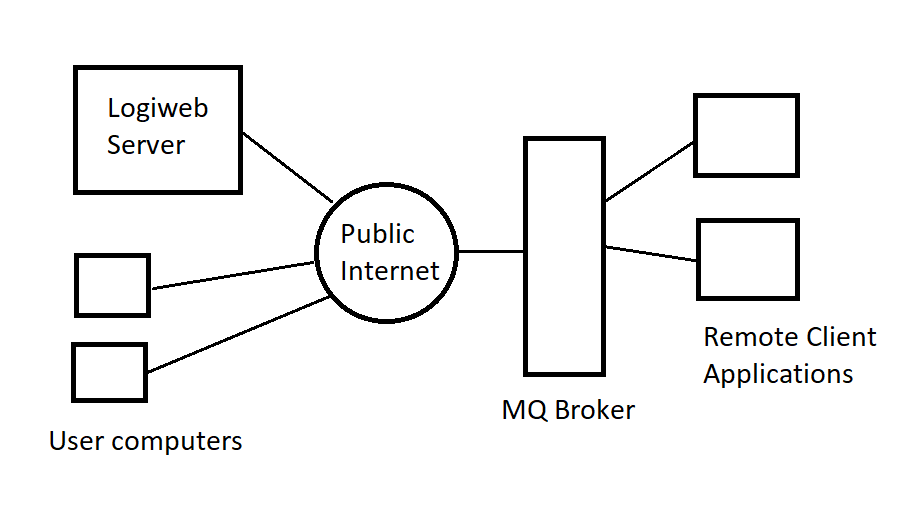 Logiweb
Server
Public
Internet
Remote Client
Applications
MQ Broker
User computers